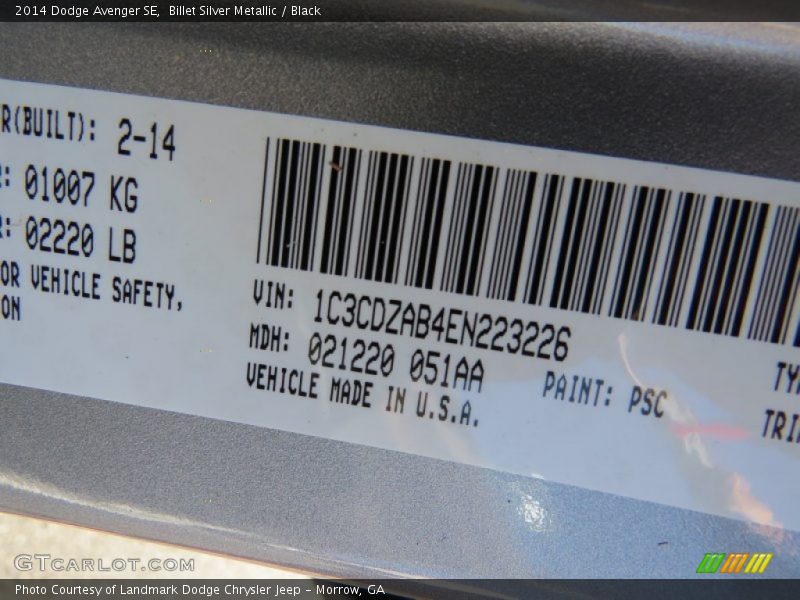 2014 Dodge Avenger SE, Billet Silver Metallic / Black
R(BUILT): 2-14
: 01007 KG
: 02220 LB
OR VEHICLE SAFETY,
ON
VIN: 1C3CDZAB4EN223226
MDH: 021220 051AA
VEHICLE MADE IN U.S.A.
PAINT: PSC
TY
TRI
GTCARLOT.COM
Photo Courtesy of Landmark Dodge Chrysler Jeep - Morrow, GA